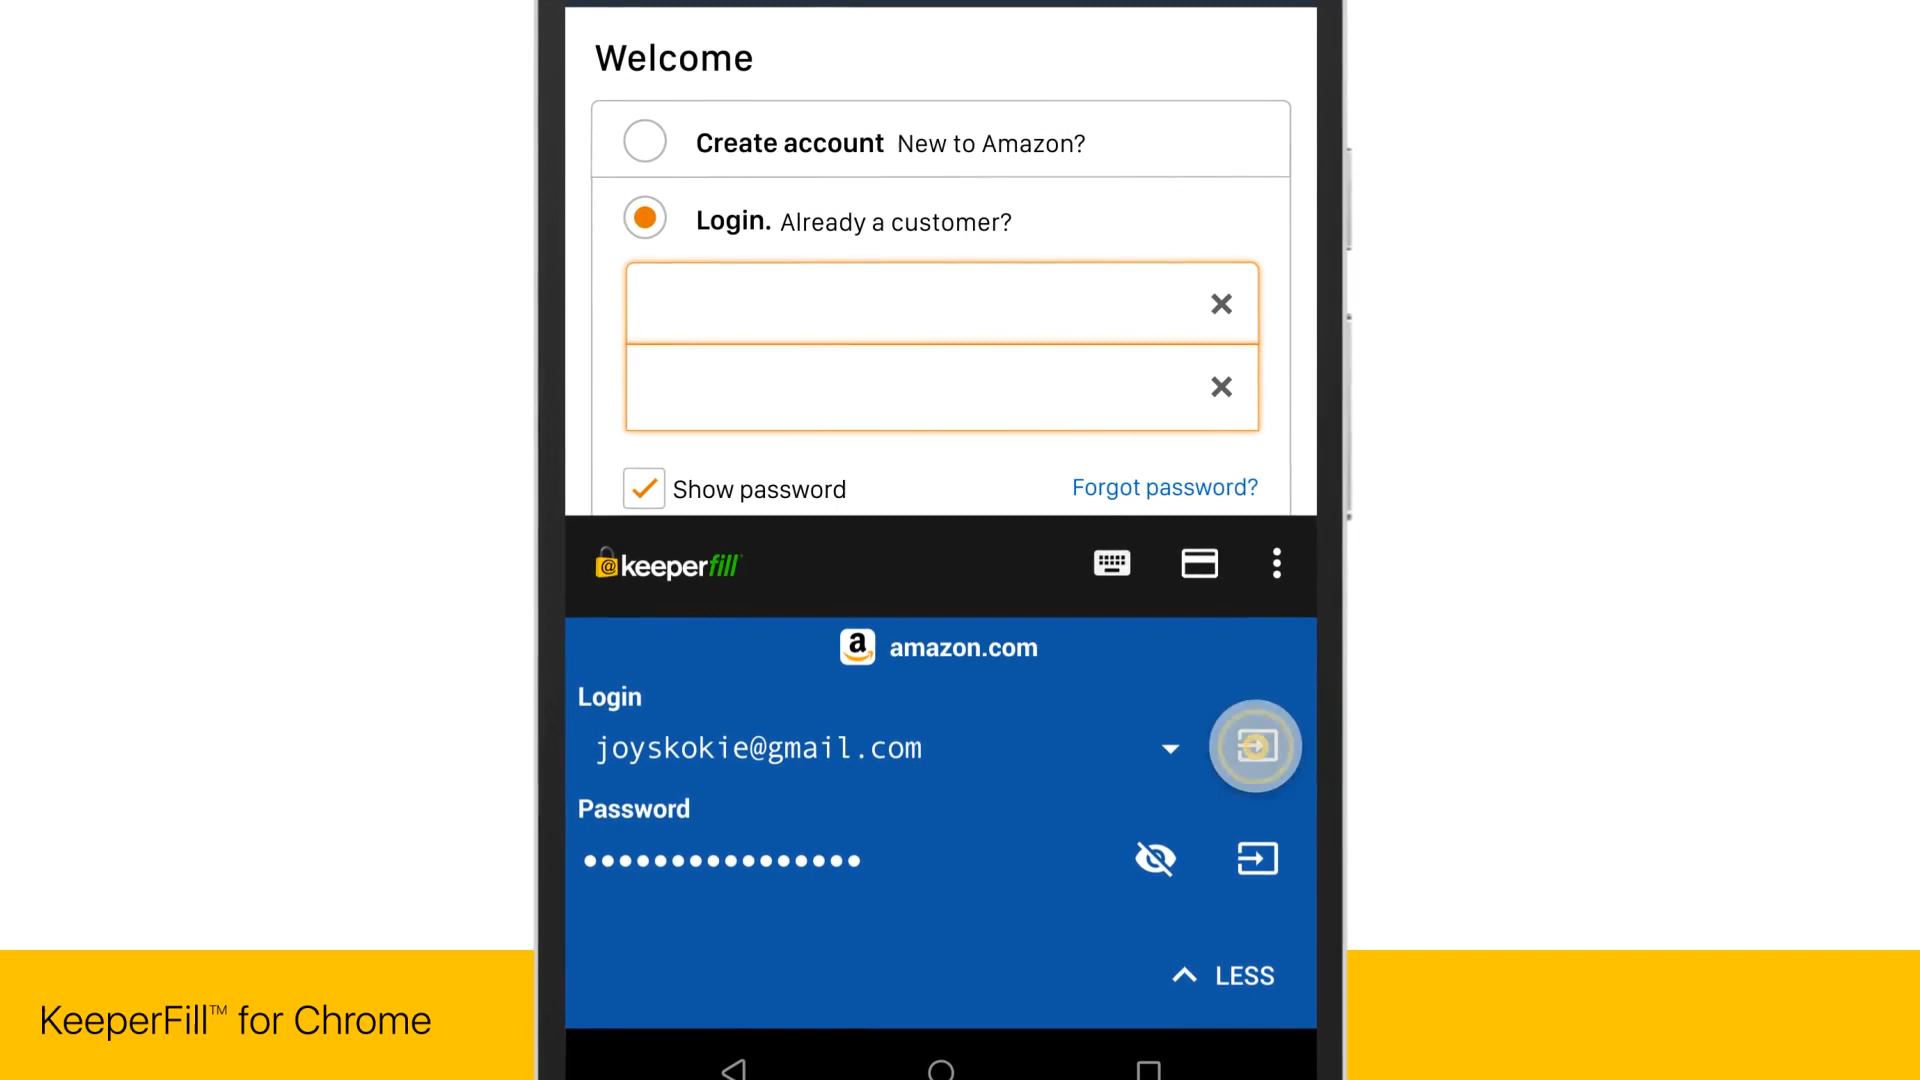 Welcome
Create account New to Amazon?
Login. Already a customer?
Show password
Forgot password?
keeperfill
amazon.com
Login
joyskokie@gmail.com
Password
LESS
KeeperFill™ for Chrome